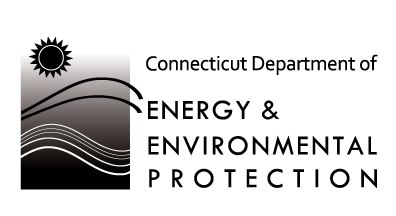 Connecticut Department of
ENERGY &
ENVIRONMENTAL
PROTECTION